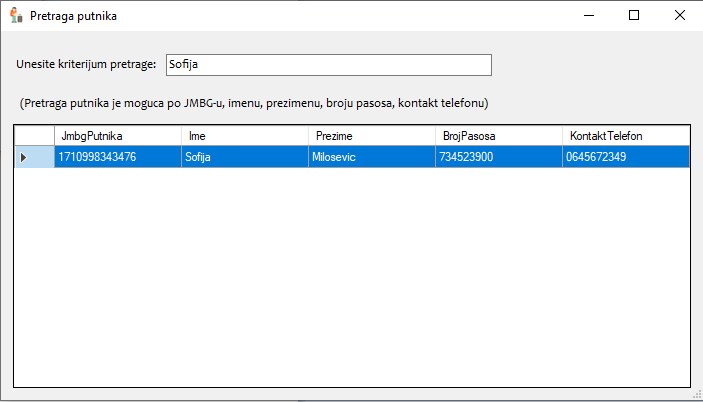 Pretraga putnika
Unesite kriterijum pretrage: Sofija
(Pretraga putnika je moguca po JMBG-u, imenu, prezimenu, broju pasosa, kontakt telefonu)
JmbgPutnika Ime Prezime BrojPasosa KontaktTelefon
1710998343476 Sofija Milosevic 734523900 0645672349